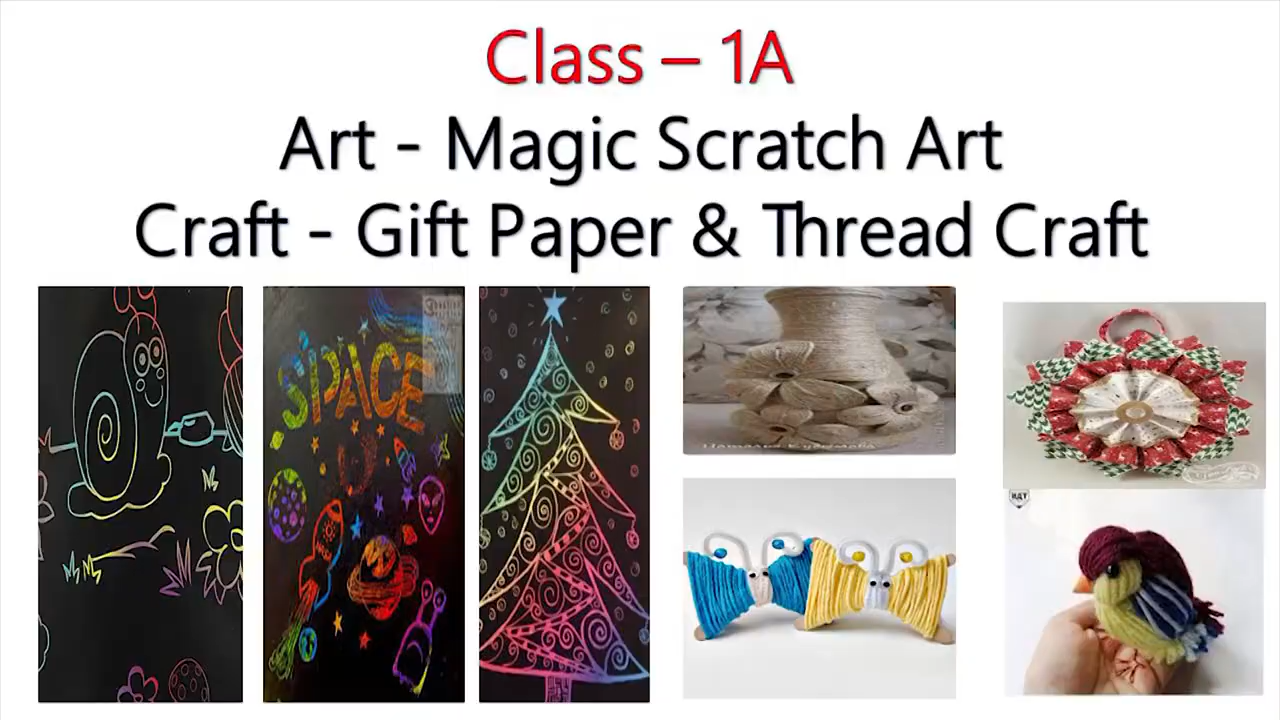 Class – 1A
Art - Magic Scratch Art
Craft - Gift Paper & Thread Craft
SPACE